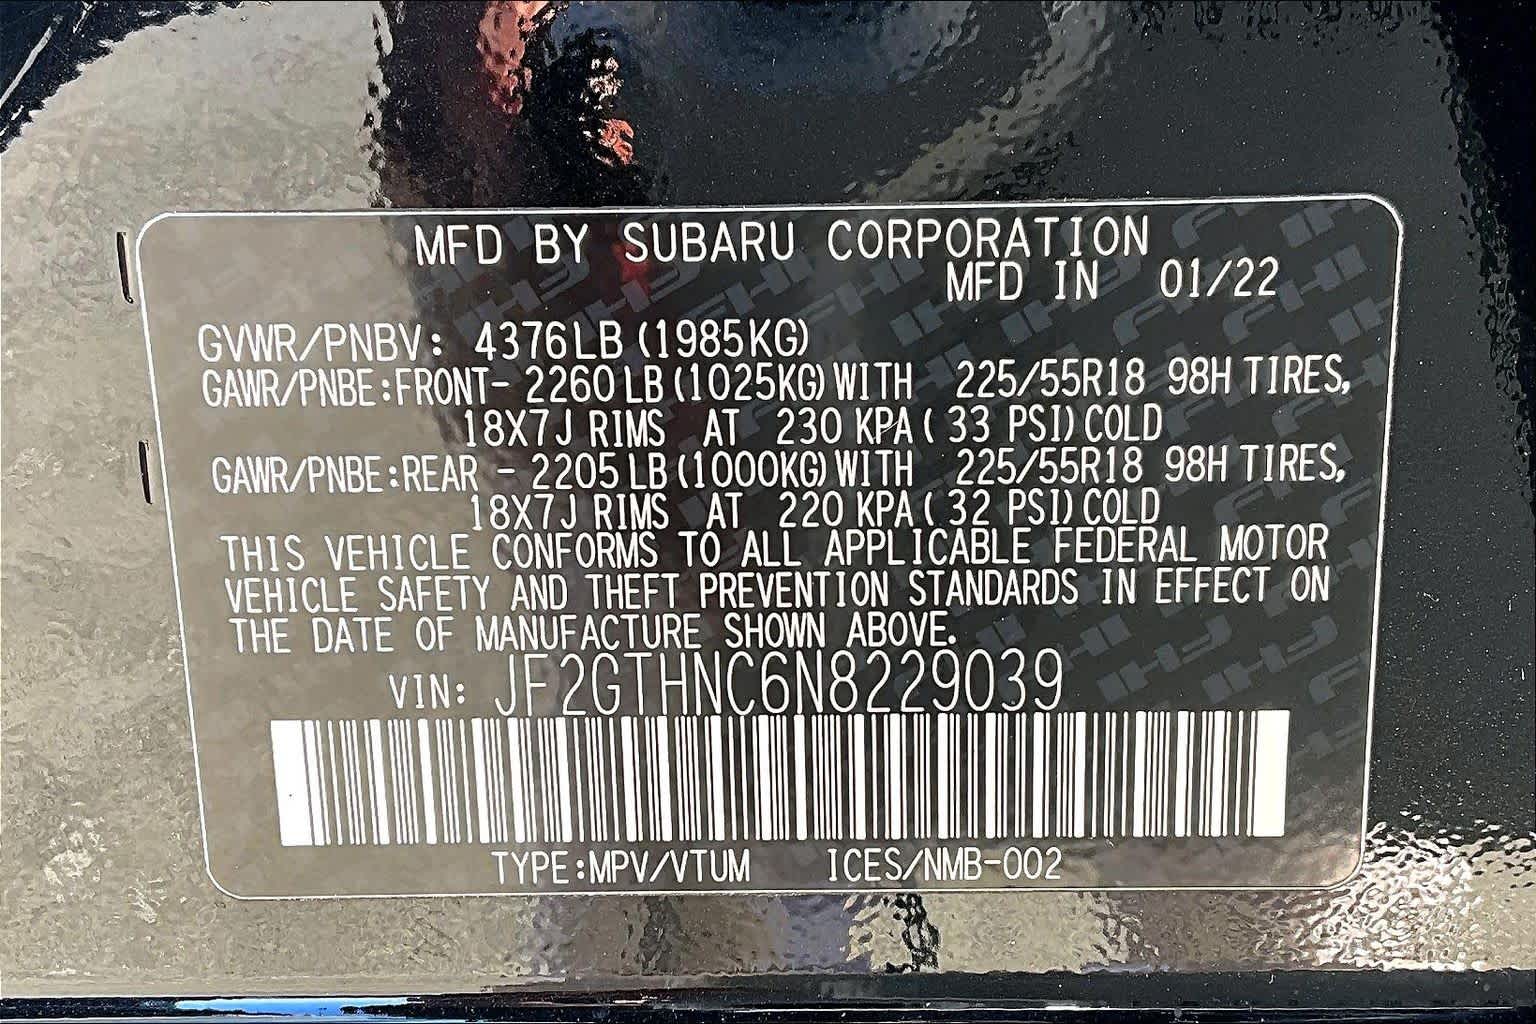 MFD BY SUBARU CORPORATION
MFD IN 01/22
GVWR/PNBV: 4376LB (1985KG)
GAWR/PNBE:FRONT- 2260LB (1025KG) WITH 225/55R18 98H TIRES,
18X7J RIMS AT 230 KPA( 33 PSI) COLD
GAWR/PNBE:REAR - 2205LB (1000KG) WITH 225/55R18 98H TIRES,
18X7J RIMS AT 220 KPA( 32 PSI) COLD
THIS VEHICLE CONFORMS TO ALL APPLICABLE FEDERAL MOTOR
VEHICLE SAFETY AND THEFT PREVENTION STANDARDS IN EFFECT ON
THE DATE OF MANUFACTURE SHOWN ABOVE.
VIN: JF2GTHNC6N8229039
TYPE:MPV/VTUM ICES/NMB-002